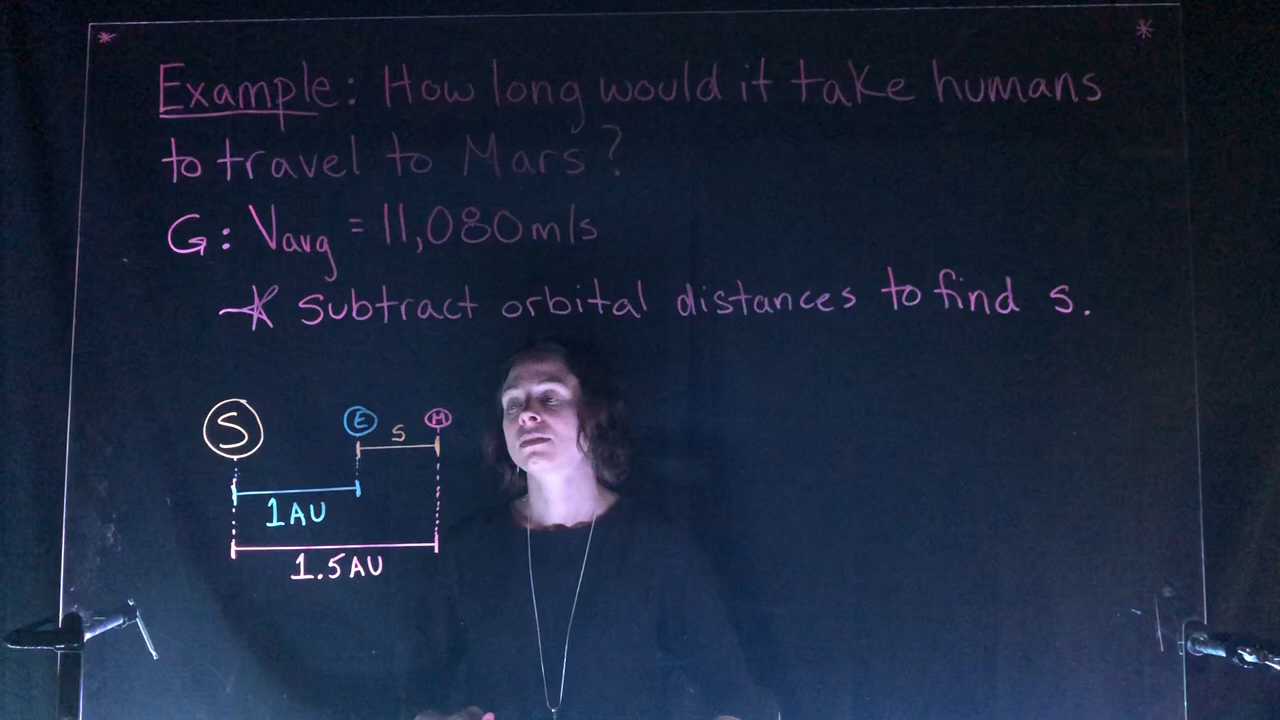 Example: How long would it take humans
to travel to Mars?
G: Vavg = 11,080m/s
* subtract orbital distances to find s.
S
E
M
s
1AU
1.5AU